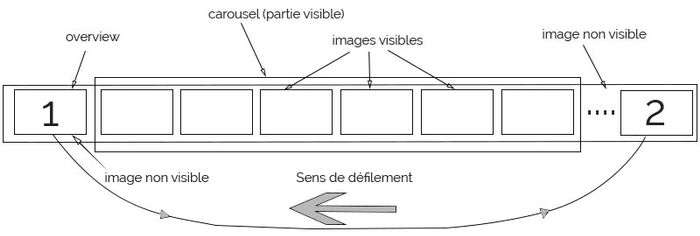 carousel (partie visible)
overview
images visibles
image non visible
1
2
image non visible
Sens de défilement